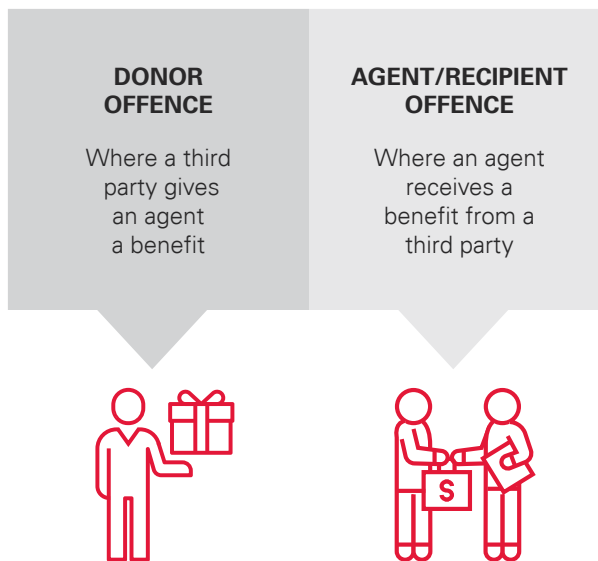 DONOR
OFFENCE
Where a third
party gives
an agent
a benefit
AGENT/RECIPIENT
OFFENCE
Where an agent
receives a
benefit from a
third party
S